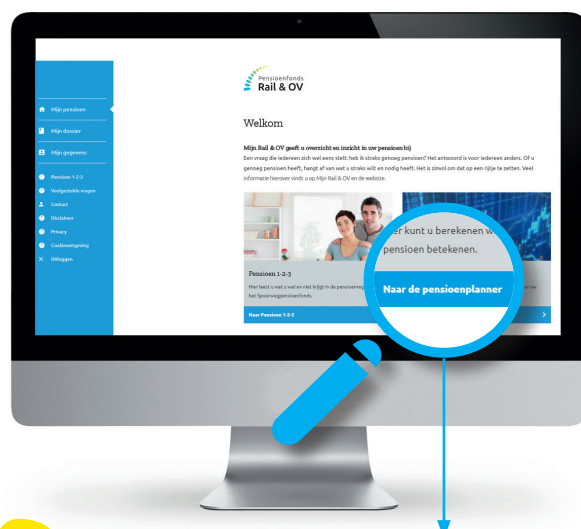 Pensioenfonds
Rail & OV
Mijn pensioen
Mijn dossier
Mijn gegevens
Pensioen 1-2-3
Veelgestelde vragen
Contact
Disclaimer
Privacy
Cookiewetgeving
Uitloggen
Welkom
Mijn Rail & OV geeft u overzicht en inzicht in uw pensioen bij
Een vraag die iedereen zich wel eens stelt: heb ik straks genoeg pensioen? Het antwoord is voor iedereen anders. Of u
genoeg pensioen heeft, hangt af van wat u straks wilt en nodig heeft. Het is zinvol om dat op een rijtje te zetten. Veel
informatie hierover vindt u op Mijn Rail & OV en de website.
Pensioen 1-2-3
Hier leest u wat u wel en niet krijgt in de pensioenreg
het Spoorwegpensioenfonds.
Naar Pensioen 1-2-3
er kunt u berekenen w
pensioen betekenen.
Naar de pensioenplanner